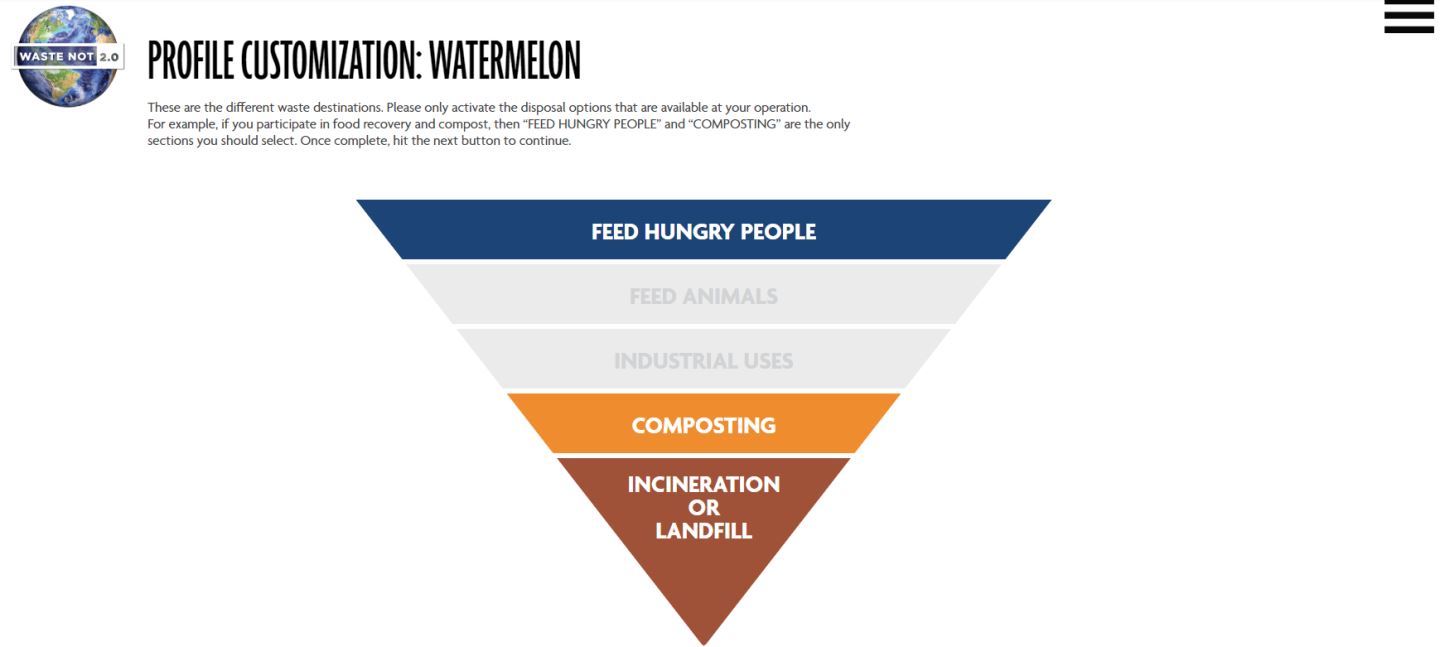 WASTE NOT 2.0
PROFILE CUSTOMIZATION: WATERMELON
These are the different waste destinations. Please only activate the disposal options that are available at your operation.
For example, if you participate in food recovery and compost, then “FEED HUNGRY PEOPLE” and “COMPOSTING” are the only
sections you should select. Once complete, hit the next button to continue.
FEED HUNGRY PEOPLE
FEED ANIMALS
INDUSTRIAL USES
COMPOSTING
INCINERATION
OR
LANDFILL